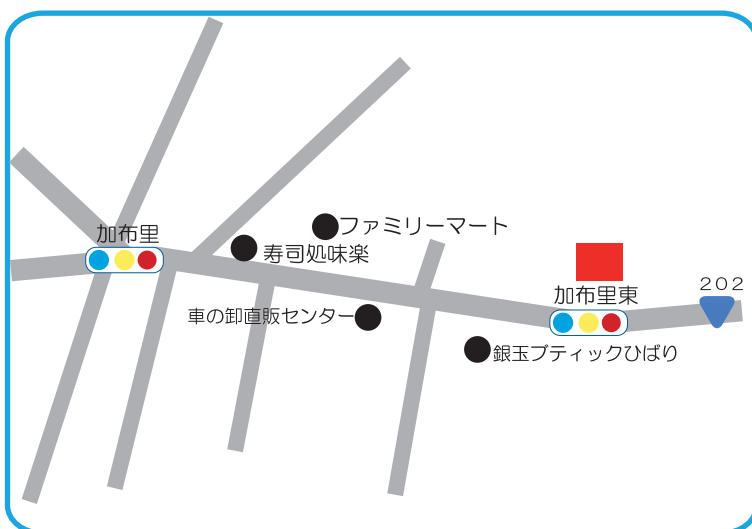 加布里
ファミリーマート
寿司処味楽
車の卸直販センター
加布里東
２０２
銀玉ブティックひばり